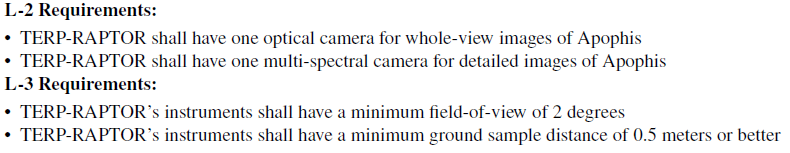 L-2 Requirements:
• TERP-RAPTOR shall have one optical camera for whole-view images of Apophis
• TERP-RAPTOR shall have one multi-spectral camera for detailed images of Apophis
L-3 Requirements:
• TERP-RAPTOR's instruments shall have a minimum field-of-view of 2 degrees
• TERP-RAPTOR's instruments shall have a minimum ground sample distance of 0.5 meters or better